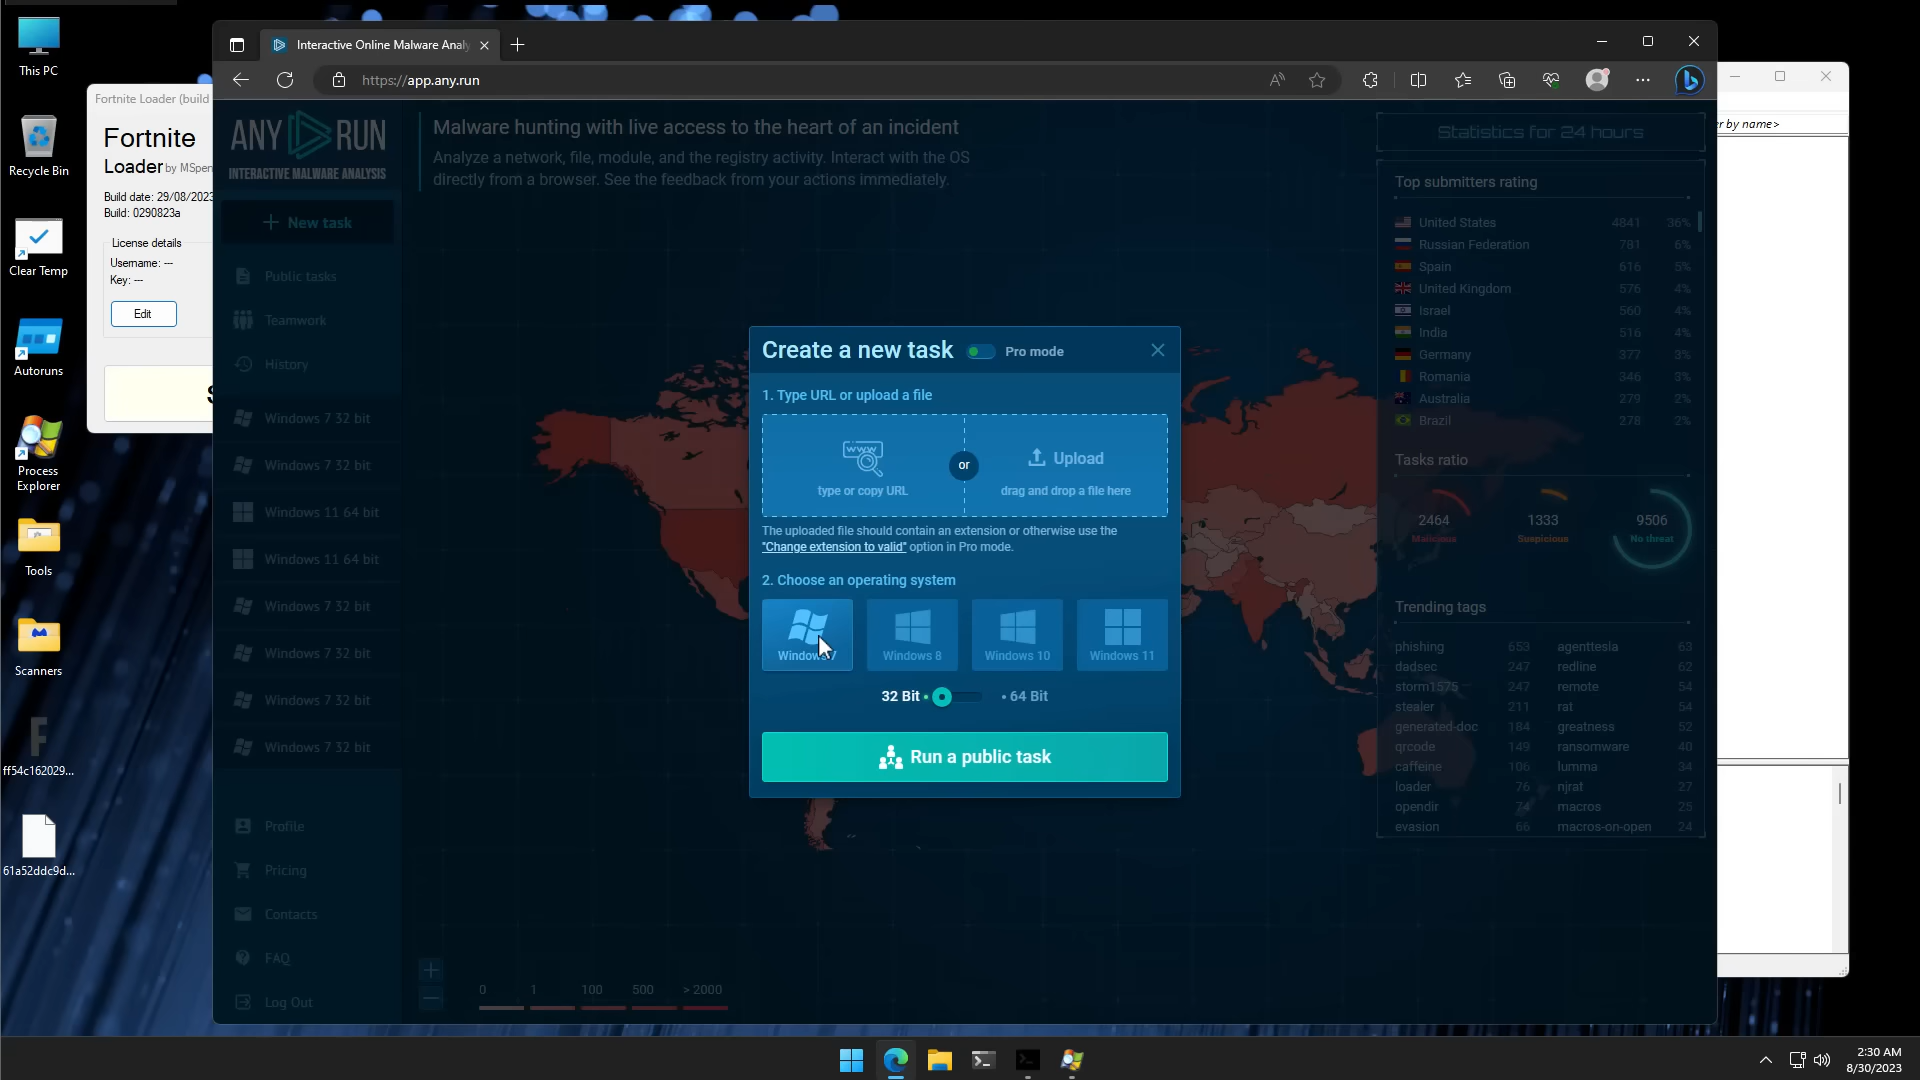 This PC
Recycle Bin
Clear Temp
Autoruns
Process
Explorer
Tools
Scanners
ff54c162029...
61a52ddc9d...
Fortnite Loader (build
Fortnite
Loader by MSpen
Build date: 29/08/2023
Build: 0290823a
License details
Username: ---
Key: ---
Edit
Interactive Online Malware Analy
https://app.any.run
ANY RUN
INTERACTIVE MALWARE ANALYSIS
New task
Public tasks
Teamwork
History
Windows 7 32 bit
Windows 7 32 bit
Windows 11 64 bit
Windows 11 64 bit
Windows 7 32 bit
Windows 7 32 bit
Windows 7 32 bit
Windows 7 32 bit
Profile
Pricing
Contacts
FAQ
Log Out
Malware hunting with live access to the heart of an incident
Analyze a network, file, module, and the registry activity. Interact with the OS
directly from a browser. See the feedback from your actions immediately.
Create a new task Pro mode
1. Type URL or upload a file
www
type or copy URL
or
Upload
drag and drop a file here
The uploaded file should contain an extension or otherwise use the
"Change extension to valid" option in Pro mode.
2. Choose an operating system
Windows 7 Windows 8 Windows 10 Windows 11
32 Bit 64 Bit
Run a public task
0 1 100 500 > 2000
Statistics for 24 hours
Top submitters rating
United States 4841 36%
Russian Federation 781 6%
Spain 616 5%
United Kingdom 576 4%
Israel 560 4%
India 516 4%
Germany 377 3%
Romania 346 3%
Australia 279 2%
Brazil 278 2%
Tasks ratio
2464 1333 9506
Malicious Suspicious No threat
Trending tags
phishing 653 agenttesla 63
dadsec 247 redline 62
storm1575 247 remote 54
stealer 211 rat 54
generated-doc 184 greatness 52
qrcode 149 ransomware 40
caffeine 106 lumma 34
loader 76 njrat 27
opendir 74 macros 25
evasion 66 macros-on-open 24
r by name>
2:30 AM
8/30/2023